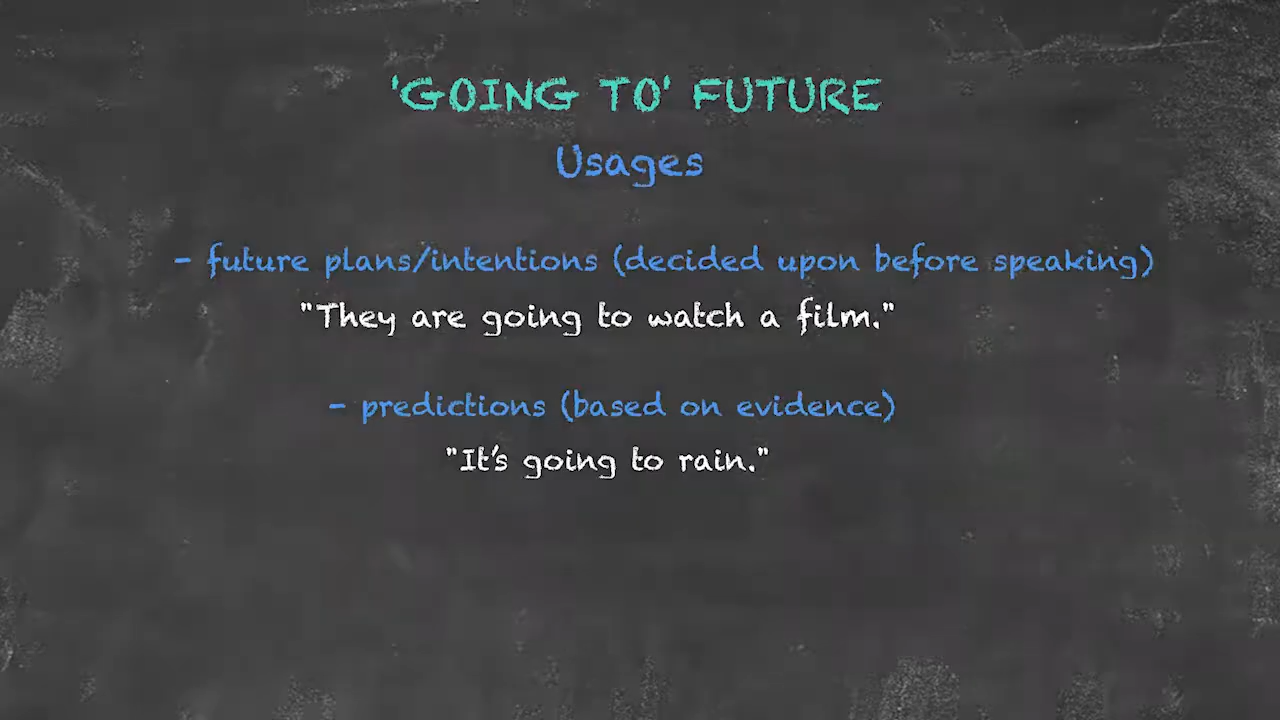 'GOING TO' FUTURE
Usages
- future plans/intentions (decided upon before speaking)
"They are going to watch a film."
- predictions (based on evidence)
"It's going to rain."